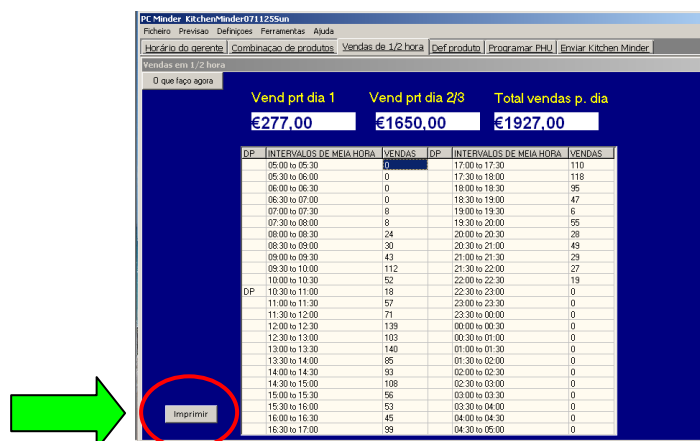 PC Minder KitchenMinder071125Sun
Ficheiro Previsao Definiçoes Ferramentas Ajuda
Horário do gerente Combinaçao de produtos Vendas de 1/2 hora Def produto Programar PHU Enviar Kitchen Minder
Vendas em 1/2 hora
O que faço agora
Vend prt dia 1 Vend prt dia 2/3 Total vendas p. dia
€277,00 €1650,00 €1927,00
DP INTERVALOS DE MEIA HORA VENDAS DP INTERVALOS DE MEIA HORA VENDAS
05:00 to 05:30 0 17:00 to 17:30 110
05:30 to 06:00 0 17:30 to 18:00 118
06:00 to 06:30 0 18:00 to 18:30 95
06:30 to 07:00 0 18:30 to 19:00 47
07:00 to 07:30 8 19:00 to 19:30 6
07:30 to 08:00 8 19:30 to 20:00 55
08:00 to 08:30 24 20:00 to 20:30 28
08:30 to 09:00 30 20:30 to 21:00 49
09:00 to 09:30 43 21:00 to 21:30 29
09:30 to 10:00 112 21:30 to 22:00 27
10:00 to 10:30 52 22:00 to 22:30 19
DP 10:30 to 11:00 18 22:30 to 23:00 0
11:00 to 11:30 57 23:00 to 23:30 0
11:30 to 12:00 71 23:30 to 00:00 0
12:00 to 12:30 139 00:00 to 00:30 0
12:30 to 13:00 103 00:30 to 01:00 0
13:00 to 13:30 140 01:00 to 01:30 0
13:30 to 14:00 85 01:30 to 02:00 0
14:00 to 14:30 93 02:00 to 02:30 0
14:30 to 15:00 108 02:30 to 03:00 0
15:00 to 15:30 56 03:00 to 03:30 0
15:30 to 16:00 53 03:30 to 04:00 0
16:00 to 16:30 45 04:00 to 04:30 0
16:30 to 17:00 99 04:30 to 05:00 0
Imprimir